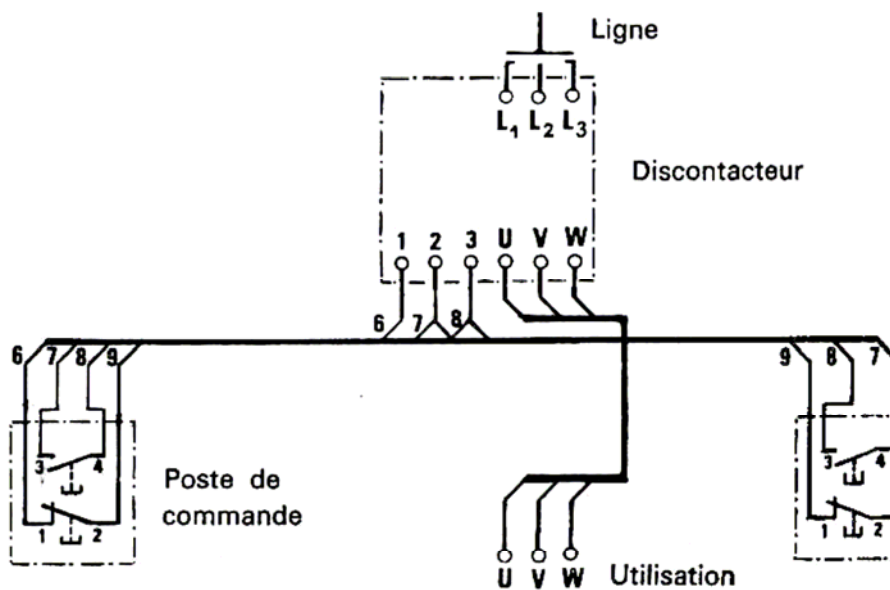 Ligne
L1 L2 L3
Discontacteur
1 2 3 U V W
6 7 8
6 7 8 9
9 8 7
3 4
1 2
Poste de
commande
3 4
1 2
U V W
Utilisation